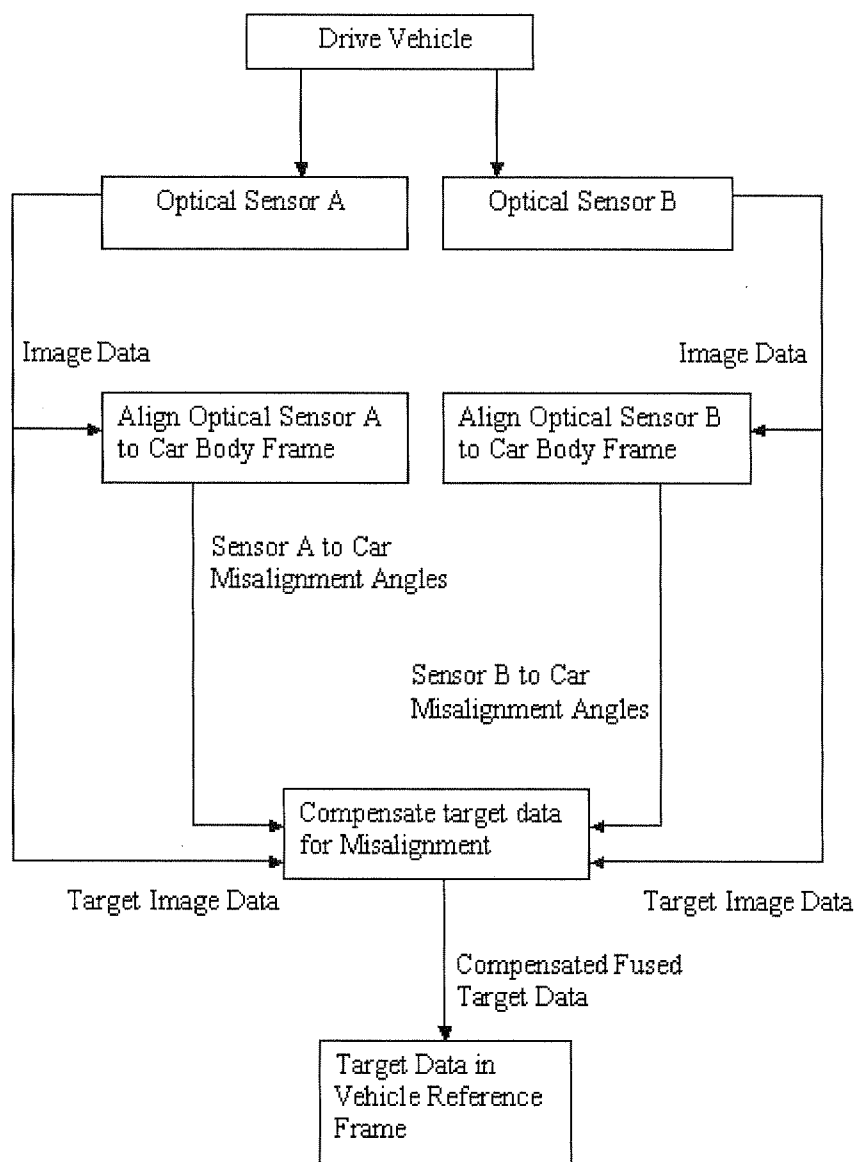 Drive Vehicle
Optical Sensor A
Optical Sensor B
Image Data
Image Data
Align Optical Sensor A
to Car Body Frame
Align Optical Sensor B
to Car Body Frame
Sensor A to Car
Misalignment Angles
Sensor B to Car
Misalignment Angles
Compensate target data
for Misalignment
Target Image Data
Target Image Data
Compensated Fused
Target Data
Target Data in
Vehicle Reference
Frame